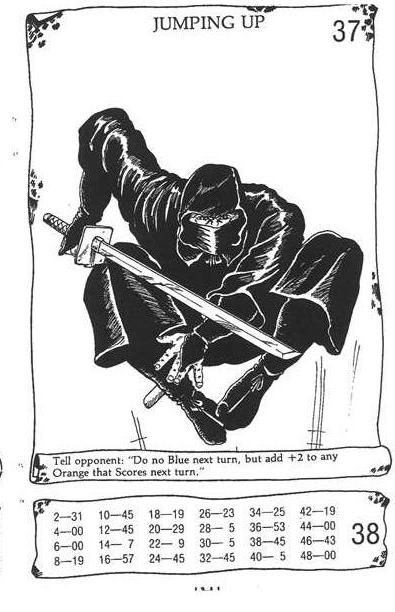 JUMPING UP
37
Tell opponent: "Do no Blue next turn, but add +2 to any
Orange that Scores next turn."
2—31 10—45 18—19 26—23 34—25 42—19
4—00 12—45 20—29 28— 5 36—53 44—00
6—00 14— 7 22— 9 30— 5 38—45 46—43
8—19 16—57 24—45 32—45 40— 5 48—00
38